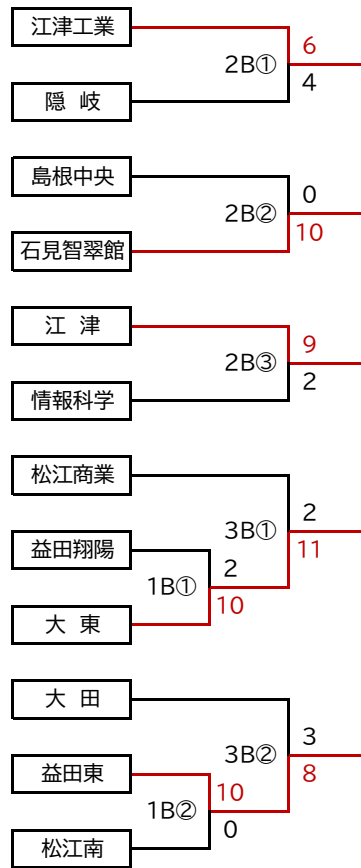 江津工業
6
2B①
4
隠 岐
島根中央
0
2B②
10
石見智翠館
江 津
9
2B③
2
情報科学
松江商業
2
3B①
11
益田翔陽
2
1B①
10
大 東
大 田
3
3B②
8
益田東
10
1B②
0
松江南